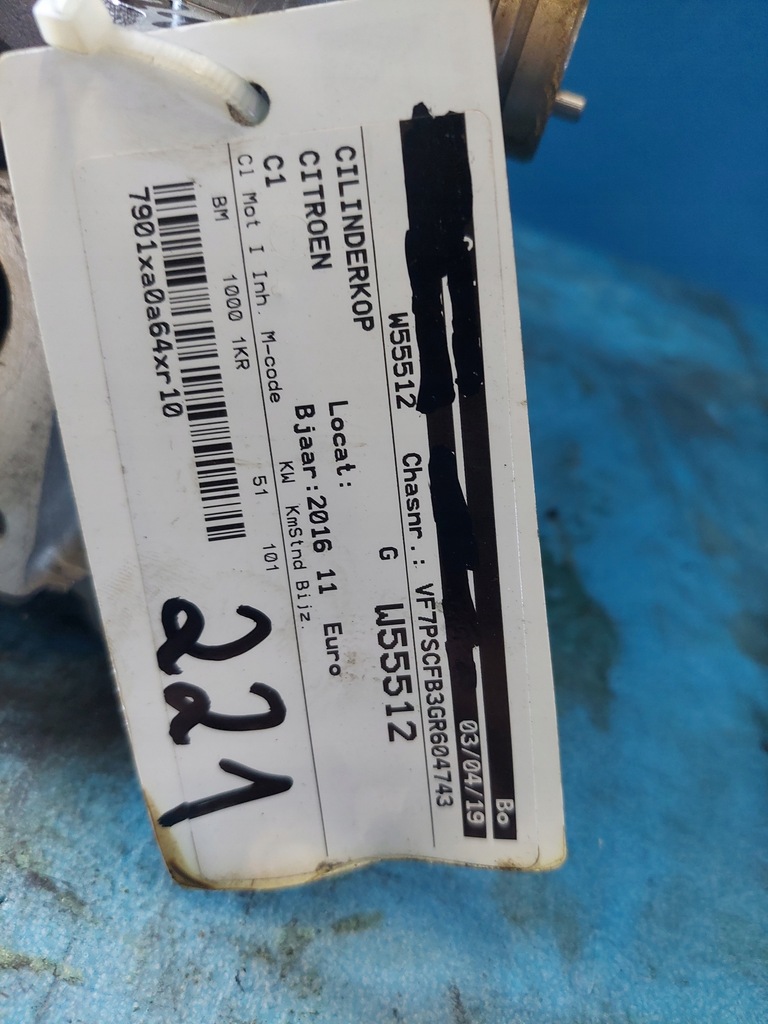 Bo
03/04/19
W55512 Chasnr.: VF7PSCFB3GR604743
G W55512
CILINDERKOP Locat:
CITROEN Bjaar:2016 11 Euro
C1
Cl Mot I Inh. M-code KW KmStnd Bijz.
BM 1000 1KR 51 101
7901xa0a64xr10
221